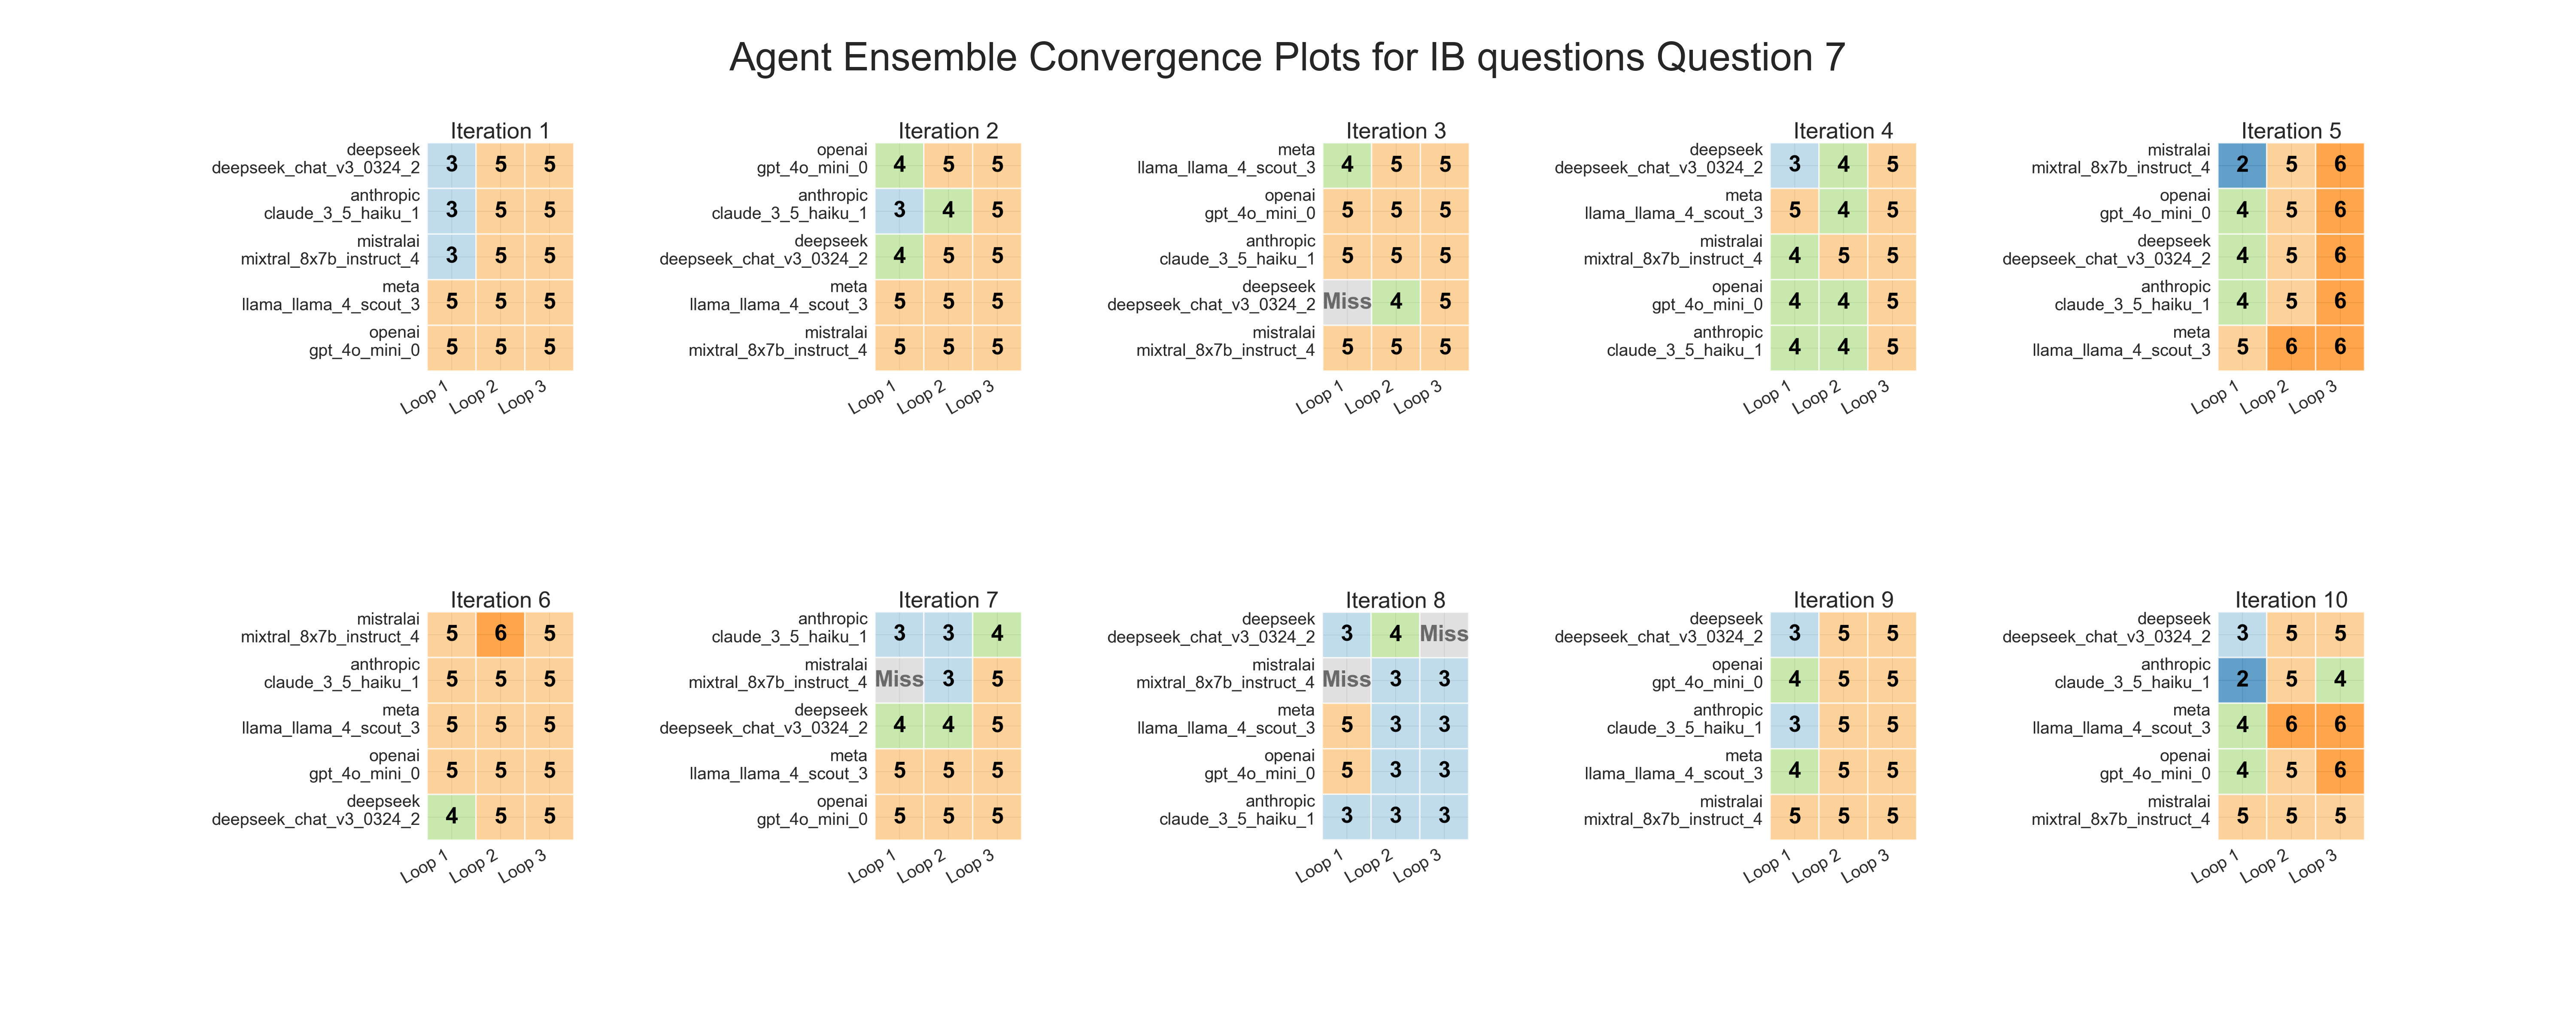 Agent Ensemble Convergence Plots for IB questions Question 7
Iteration 1
deepseek
deepseek_chat_v3_0324_2 3 5 5
anthropic
claude_3_5_haiku_1 3 5 5
mistralai
mixtral_8x7b_instruct_4 3 5 5
meta
llama_llama_4_scout_3 5 5 5
openai
gpt_4o_mini_0 5 5 5
Loop 1 Loop 2 Loop 3
Iteration 2
openai
gpt_4o_mini_0 4 5 5
anthropic
claude_3_5_haiku_1 3 4 5
deepseek
deepseek_chat_v3_0324_2 4 5 5
meta
llama_llama_4_scout_3 5 5 5
mistralai
mixtral_8x7b_instruct_4 5 5 5
Loop 1 Loop 2 Loop 3
Iteration 3
meta
llama_llama_4_scout_3 4 5 5
openai
gpt_4o_mini_0 5 5 5
anthropic
claude_3_5_haiku_1 5 5 5
deepseek
deepseek_chat_v3_0324_2 Miss 4 5
mistralai
mixtral_8x7b_instruct_4 5 5 5
Loop 1 Loop 2 Loop 3
Iteration 4
deepseek
deepseek_chat_v3_0324_2 3 4 5
meta
llama_llama_4_scout_3 5 4 5
mistralai
mixtral_8x7b_instruct_4 4 5 5
openai
gpt_4o_mini_0 4 4 5
anthropic
claude_3_5_haiku_1 4 4 5
Loop 1 Loop 2 Loop 3
Iteration 5
mistralai
mixtral_8x7b_instruct_4 2 5 6
openai
gpt_4o_mini_0 4 5 6
deepseek
deepseek_chat_v3_0324_2 4 5 6
anthropic
claude_3_5_haiku_1 4 5 6
meta
llama_llama_4_scout_3 5 6 6
Loop 1 Loop 2 Loop 3
Iteration 6
mistralai
mixtral_8x7b_instruct_4 5 6 5
anthropic
claude_3_5_haiku_1 5 5 5
meta
llama_llama_4_scout_3 5 5 5
openai
gpt_4o_mini_0 5 5 5
deepseek
deepseek_chat_v3_0324_2 4 5 5
Loop 1 Loop 2 Loop 3
Iteration 7
anthropic
claude_3_5_haiku_1 3 3 4
mistralai
mixtral_8x7b_instruct_4 Miss 3 5
deepseek
deepseek_chat_v3_0324_2 4 4 5
meta
llama_llama_4_scout_3 5 5 5
openai
gpt_4o_mini_0 5 5 5
Loop 1 Loop 2 Loop 3
Iteration 8
deepseek
deepseek_chat_v3_0324_2 3 4 Miss
mistralai
mixtral_8x7b_instruct_4 Miss 3 3
meta
llama_llama_4_scout_3 5 3 3
openai
gpt_4o_mini_0 5 3 3
anthropic
claude_3_5_haiku_1 3 3 3
Loop 1 Loop 2 Loop 3
Iteration 9
deepseek
deepseek_chat_v3_0324_2 3 5 5
openai
gpt_4o_mini_0 4 5 5
anthropic
claude_3_5_haiku_1 3 5 5
meta
llama_llama_4_scout_3 4 5 5
mistralai
mixtral_8x7b_instruct_4 5 5 5
Loop 1 Loop 2 Loop 3
Iteration 10
deepseek
deepseek_chat_v3_0324_2 3 5 5
anthropic
claude_3_5_haiku_1 2 5 4
meta
llama_llama_4_scout_3 4 6 6
openai
gpt_4o_mini_0 4 5 6
mistralai
mixtral_8x7b_instruct_4 5 5 5
Loop 1 Loop 2 Loop 3